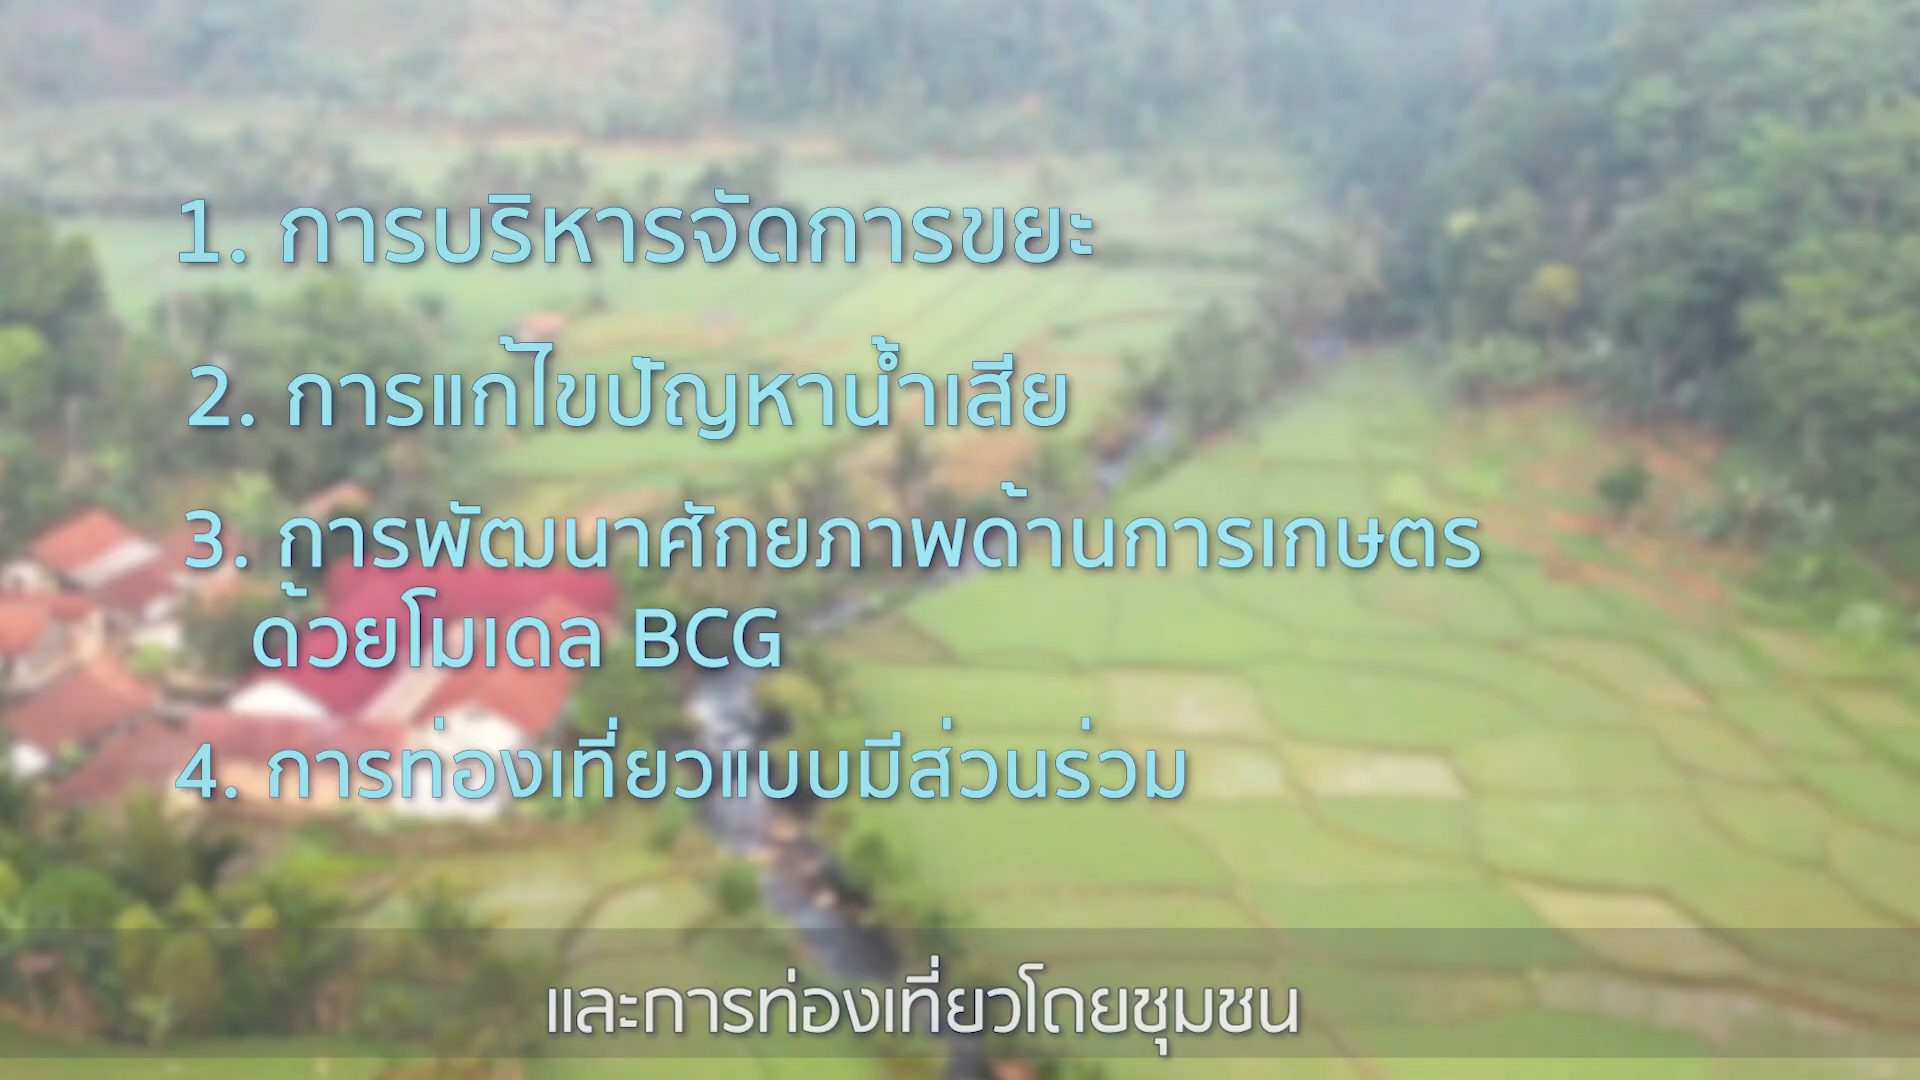 1. การบริหารจัดการขยะ
2. การแก้ไขปัญหาน้ำเสีย
3. การพัฒนาศักยภาพด้านการเกษตร
ด้วยโมเดล BCG
4. การท่องเที่ยวแบบมีส่วนร่วม
และการท่องเที่ยวโดยชุมชน